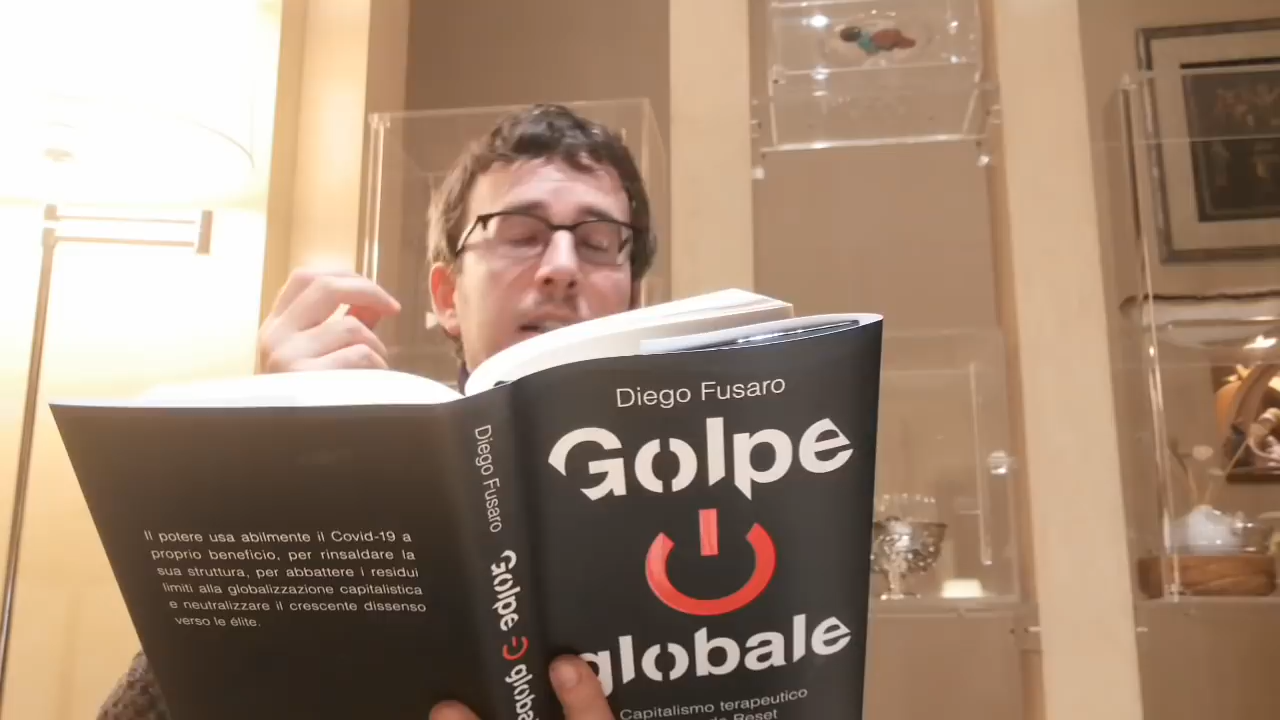 Il potere usa abilmente il Covid-19 a
proprio beneficio, per rinsaldare la
sua struttura, per abbattere i residui
limiti alla globalizzazione capitalistica
e neutralizzare il crescente dissenso
verso le élite.
Diego Fusaro
Golpe
globale
Diego Fusaro
Golpe
globale
Capitalismo terapeutico
Reset